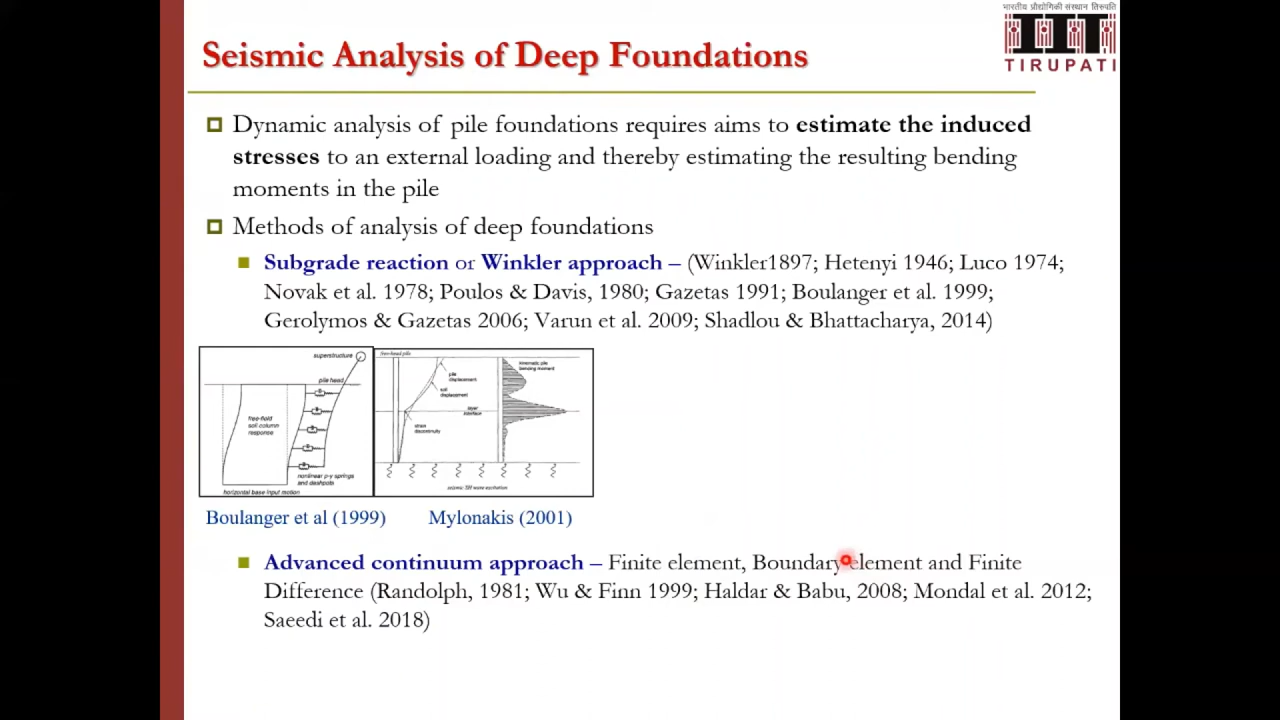 भारतीय प्रौद्योगिकी संस्थान तिरुपति
TIRUPATI
Seismic Analysis of Deep Foundations
Dynamic analysis of pile foundations requires aims to estimate the induced
stresses to an external loading and thereby estimating the resulting bending
moments in the pile
Methods of analysis of deep foundations
Subgrade reaction or Winkler approach – (Winkler1897; Hetenyi 1946; Luco 1974;
Novak et al. 1978; Poulos & Davis, 1980; Gazetas 1991; Boulanger et al. 1999;
Gerolymos & Gazetas 2006; Varun et al. 2009; Shadlou & Bhattacharya, 2014)
superstructure
pile head
free-field
soil column
response
nonlinear p-y springs
and dashpots
horizontal base input motion
free-head pile
pile
displacement
soil
displacement
layer
interface
strain
discontinuity
kinematic pile
bending moment
seismic SH wave excitation
Boulanger et al (1999)
Mylonakis (2001)
Advanced continuum approach – Finite element, Boundary element and Finite
Difference (Randolph, 1981; Wu & Finn 1999; Haldar & Babu, 2008; Mondal et al. 2012;
Saeedi et al. 2018)